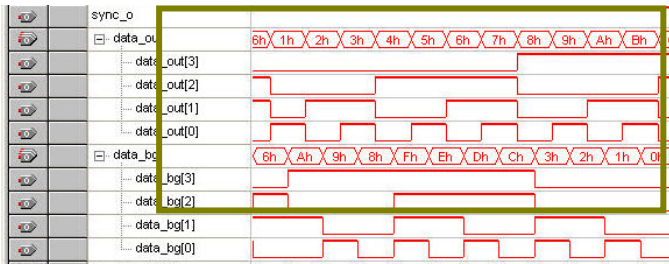 sync_o
data_ou 6h 1h 2h 3h 4h 5h 6h 7h 8h 9h Ah Bh
data_out[3]
data_out[2]
data_out[1]
data_out[0]
data_bg 6h Ah 9h 8h Fh Eh Dh Ch 3h 2h 1h 0h
data_bg[3]
data_bg[2]
data_bg[1]
data_bg[0]